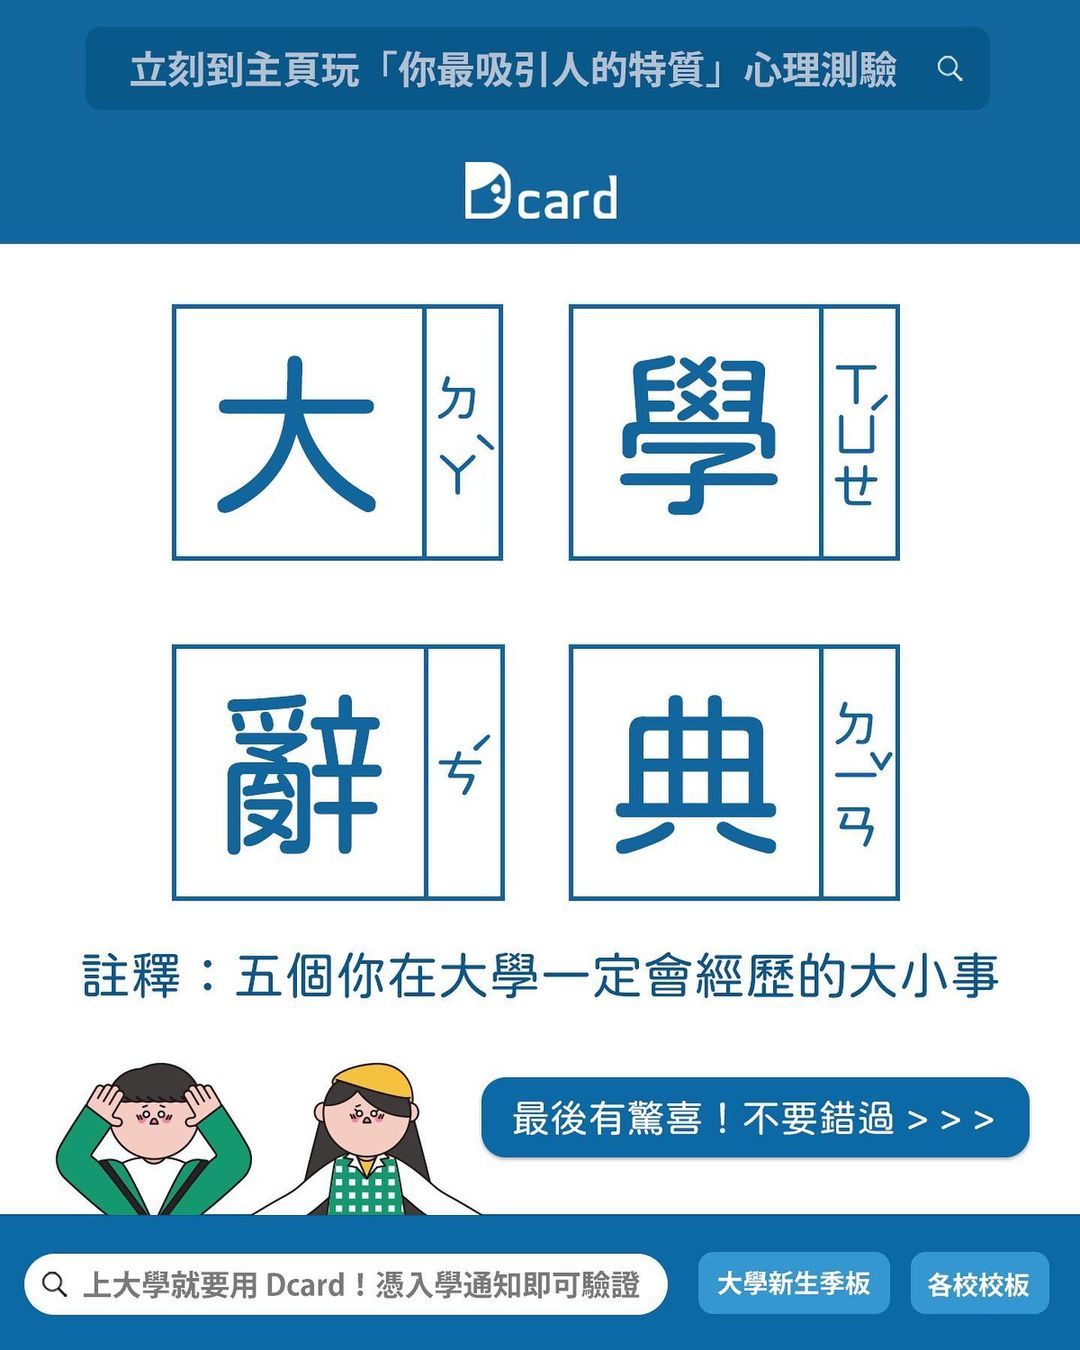 立刻到主頁玩「你最吸引人的特質」心理測驗
Dcard
大 ㄉㄚˋ
學 ㄒㄩㄝˊ
辭 ㄘˊ
典 ㄉㄧㄢˇ
註釋：五個你在大學一定會經歷的大小事
最後有驚喜！不要錯過 > > >
上大學就要用 Dcard！憑入學通知即可驗證
大學新生季板
各校校板